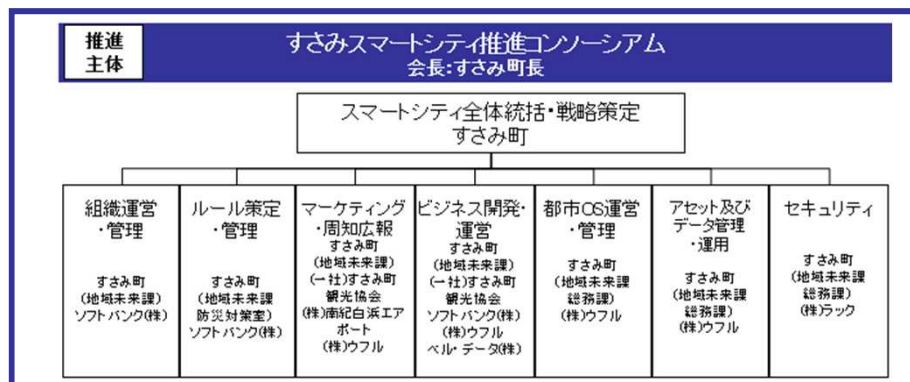 推進
主体
すさみスマートシティ推進コンソーシアム
会長:すさみ町長
スマートシティ全体統括・戦略策定
すさみ町
組織運営
・管理
すさみ町
(地域未来課)
ソフトバンク(株)
ルール策定
・管理
すさみ町
(地域未来課
防災対策室)
ソフトバンク(株)
マーケティング
・周知広報
すさみ町
(地域未来課)
(一社)すさみ町
観光協会
(株)南紀白浜エア
ポート
(株)ウフル
ビジネス開発・
運営
すさみ町
(地域未来課)
(一社)すさみ町
観光協会
ソフトバンク(株)
(株)ウフル
ベル・データ(株)
都市OS運営
・管理
すさみ町
(地域未来課
総務課)
(株)ウフル
アセット及び
データ管理
・運用
すさみ町
(地域未来課
総務課)
(株)ウフル
セキュリティ
すさみ町
(地域未来課
総務課)
(株)ラック